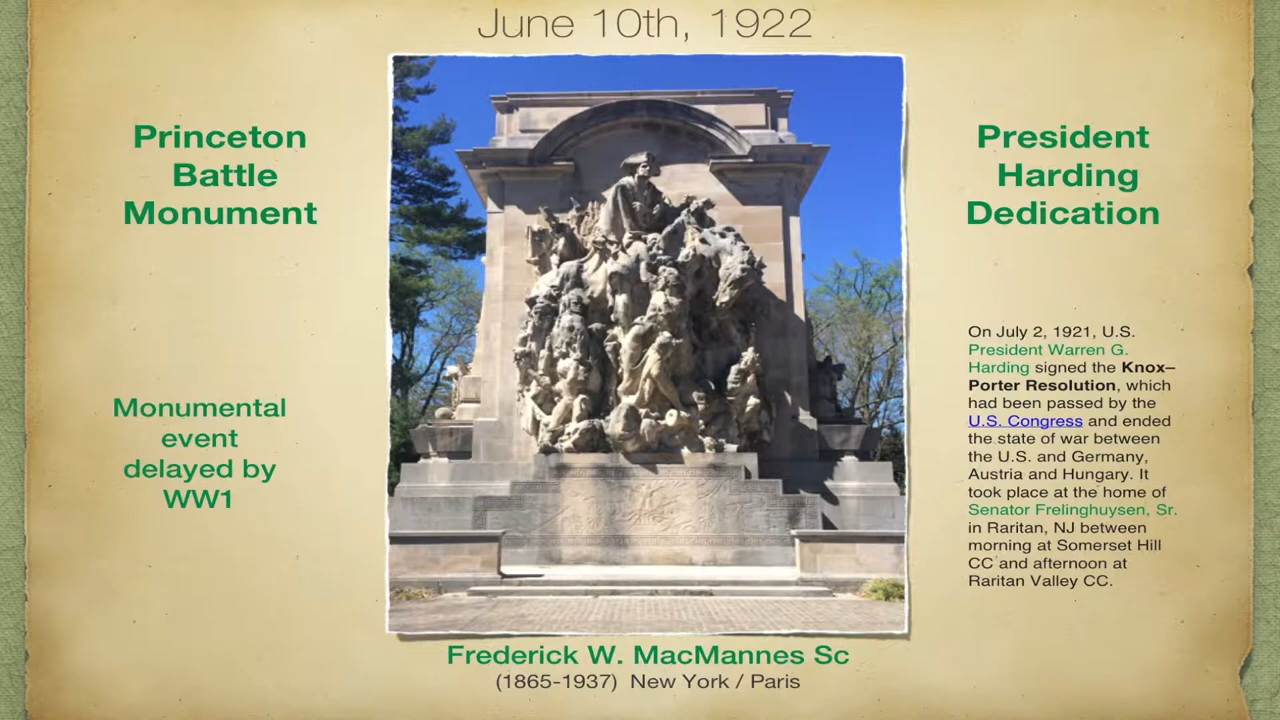 June 10th, 1922
Princeton
Battle
Monument
Monumental
event
delayed by
WW1
President
Harding
Dedication
On July 2, 1921, U.S.
President Warren G.
Harding signed the Knox–
Porter Resolution, which
had been passed by the
U.S. Congress and ended
the state of war between
the U.S. and Germany,
Austria and Hungary. It
took place at the home of
Senator Frelinghuysen, Sr.
in Raritan, NJ between
morning at Somerset Hill
CC and afternoon at
Raritan Valley CC.
Frederick W. MacMannes Sc
(1865-1937) New York / Paris